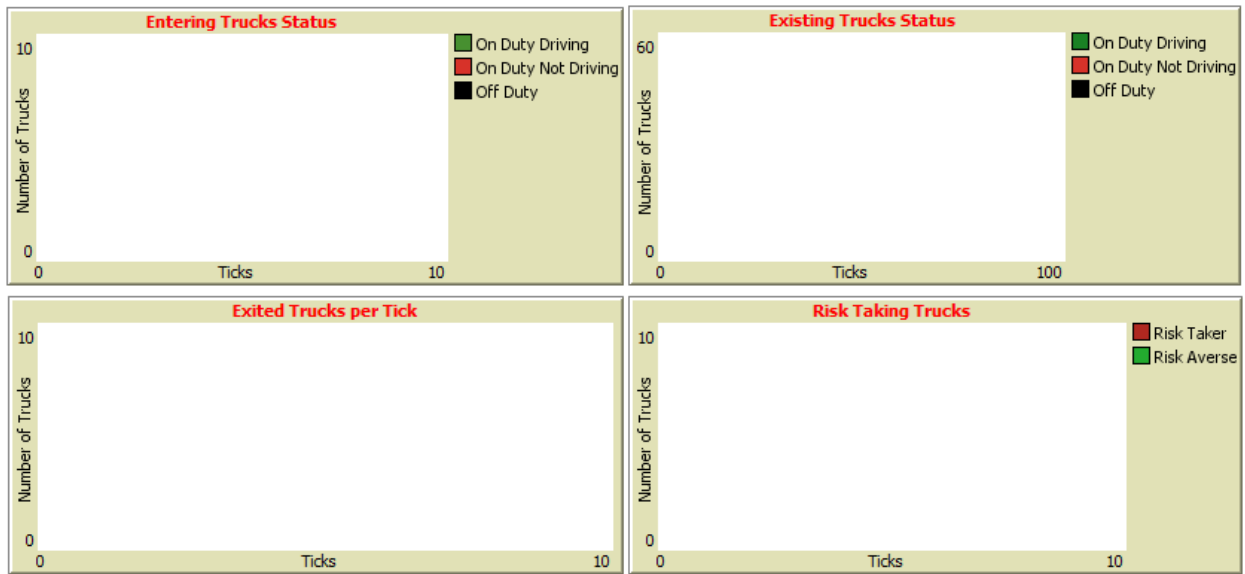 Entering Trucks Status
10
Number of Trucks
0
0
Ticks
10
On Duty Driving
On Duty Not Driving
Off Duty
Existing Trucks Status
60
Number of Trucks
0
0
Ticks
100
On Duty Driving
On Duty Not Driving
Off Duty
Exited Trucks per Tick
10
Number of Trucks
0
0
Ticks
10
Risk Taking Trucks
10
Number of Trucks
0
0
Ticks
10
Risk Taker
Risk Averse